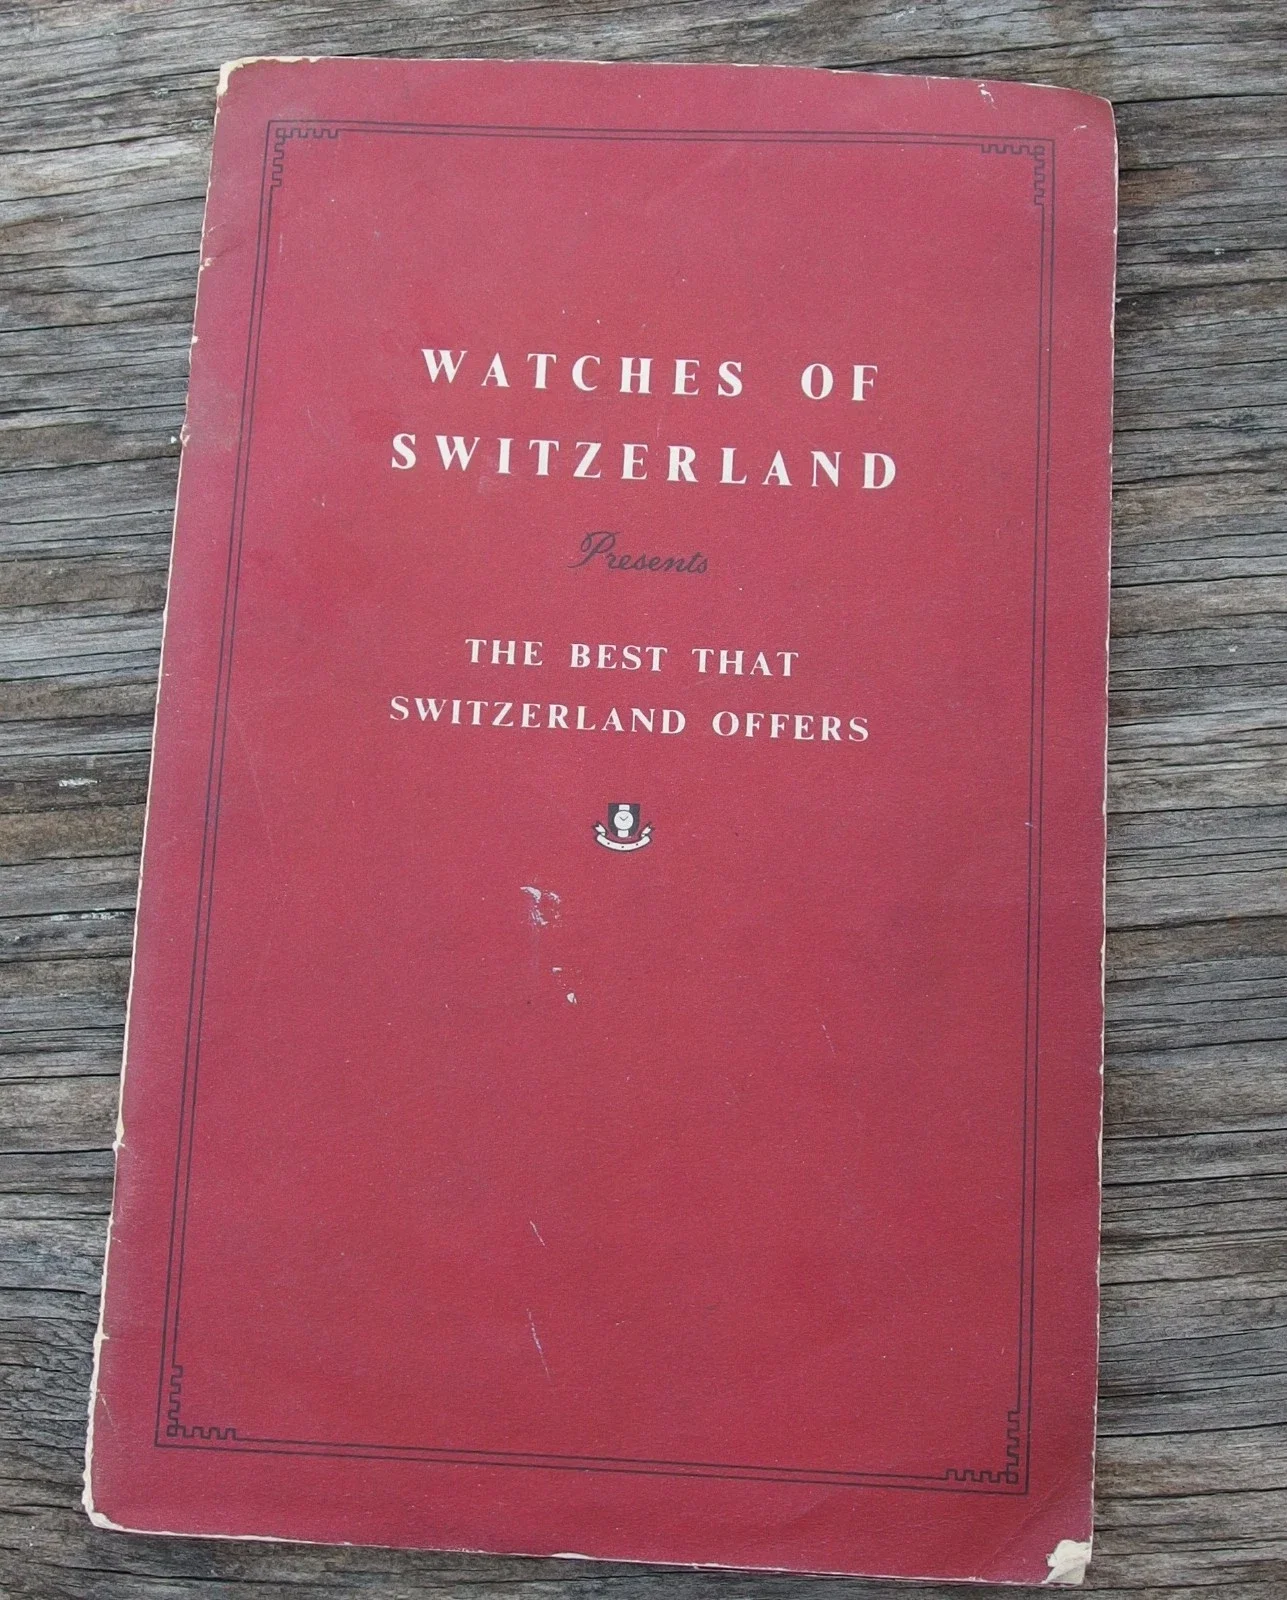 WATCHES OF
SWITZERLAND
Presents
THE BEST THAT
SWITZERLAND OFFERS